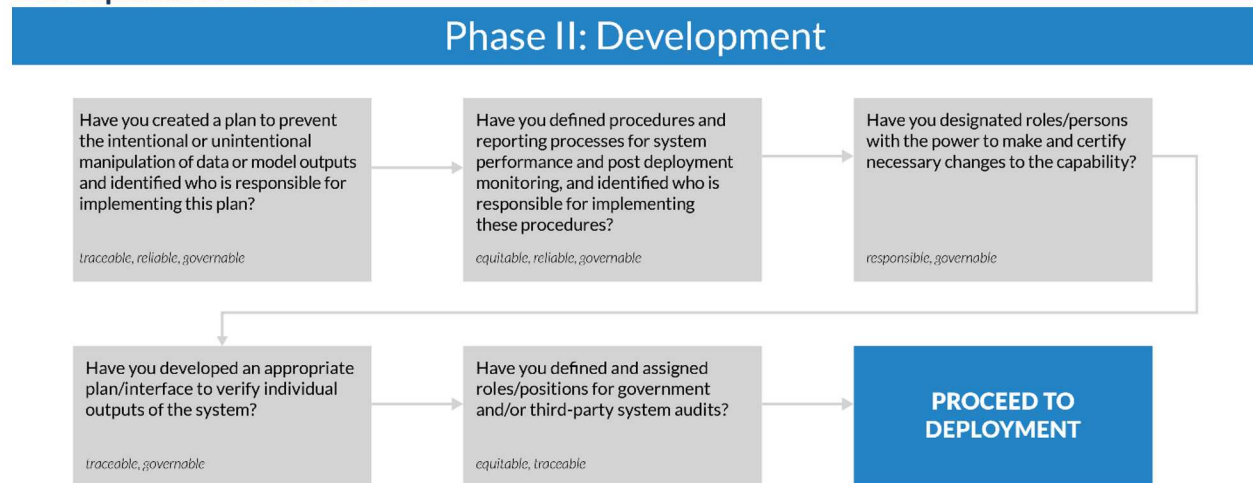 Phase II: Development
Have you created a plan to prevent
the intentional or unintentional
manipulation of data or model outputs
and identified who is responsible for
implementing this plan?
traceable, reliable, governable
Have you defined procedures and
reporting processes for system
performance and post deployment
monitoring, and identified who is
responsible for implementing
these procedures?
equitable, reliable, governable
Have you designated roles/persons
with the power to make and certify
necessary changes to the capability?
responsible, governable
Have you developed an appropriate
plan/interface to verify individual
outputs of the system?
traceable, governable
Have you defined and assigned
roles/positions for government
and/or third-party system audits?
equitable, traceable
PROCEED TO
DEPLOYMENT